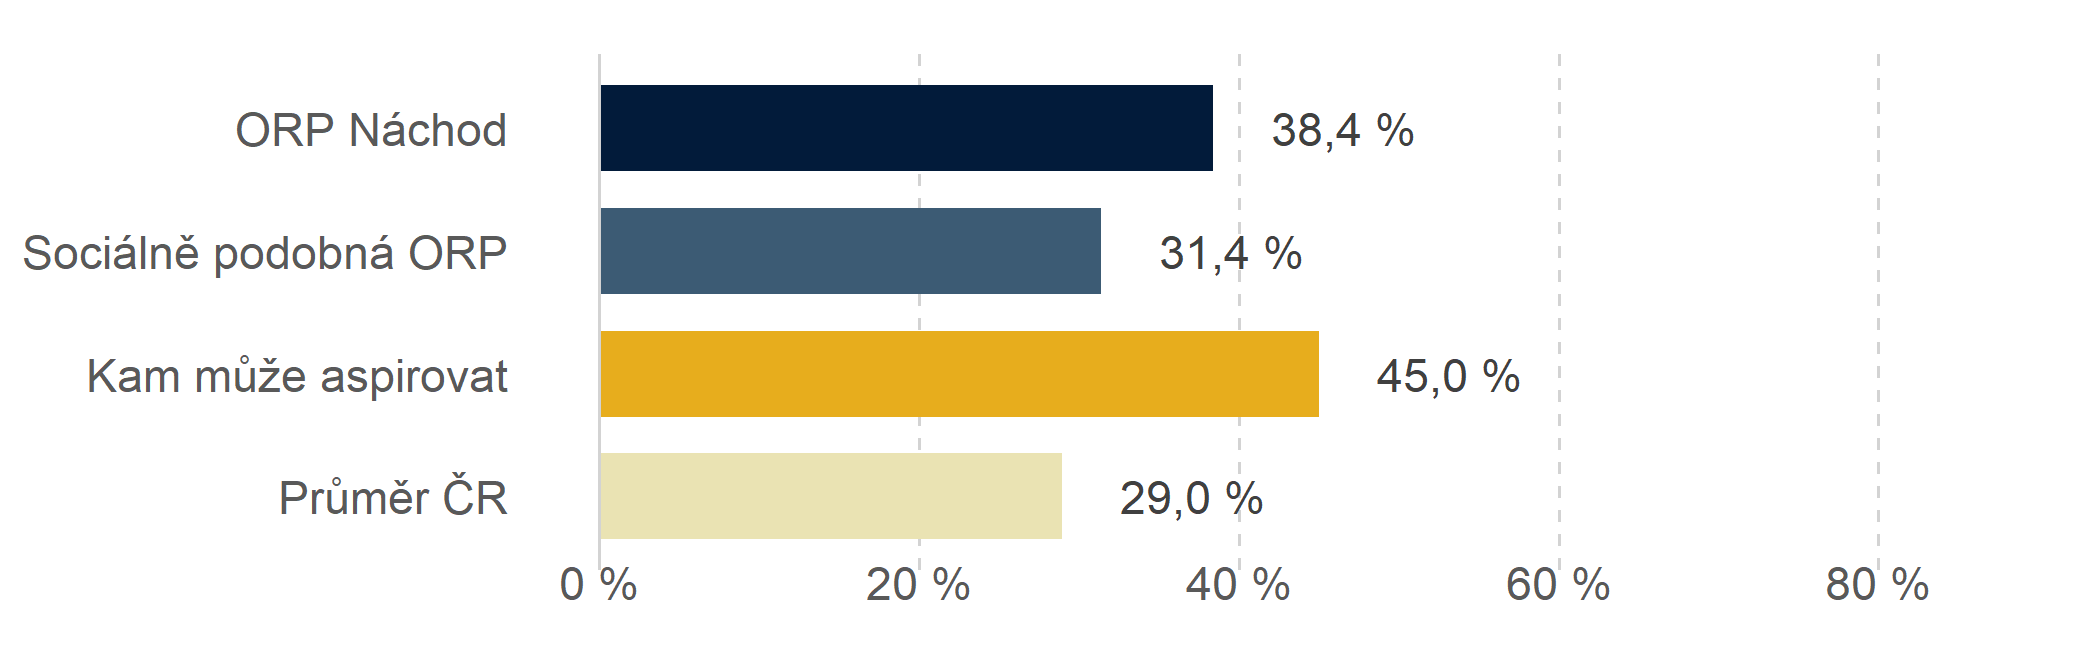 ORP Náchod 38,4 %
Sociálně podobná ORP 31,4 %
Kam může aspirovat 45,0 %
Průměr ČR 29,0 %
0 % 20 % 40 % 60 % 80 %